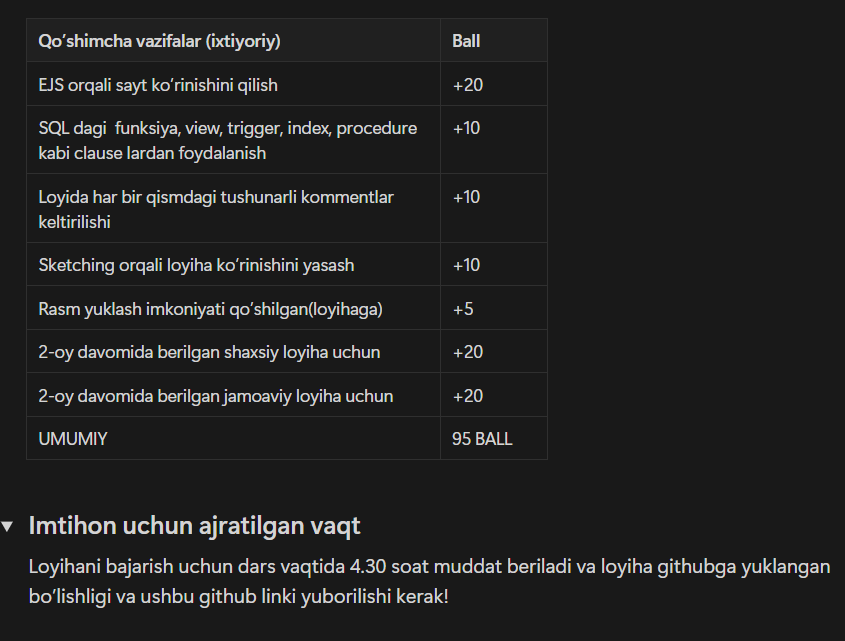 Qo‘shimcha vazifalar (ixtiyoriy) Ball
EJS orqali sayt ko‘rinishini qilish +20
SQL dagi  funksiya, view, trigger, index, procedure +10
kabi clause lardan foydalanish
Loyida har bir qismdagi tushunarli kommentlar +10
keltirilishi
Sketching orqali loyiha ko‘rinishini yasash +10
Rasm yuklash imkoniyati qo‘shilgan(loyihaga) +5
2-oy davomida berilgan shaxsiy loyiha uchun +20
2-oy davomida berilgan jamoaviy loyiha uchun +20
UMUMIY 95 BALL
Imtihon uchun ajratilgan vaqt
Loyihani bajarish uchun dars vaqtida 4.30 soat muddat beriladi va loyiha githubga yuklangan
bo‘lishligi va ushbu github linki yuborilishi kerak!